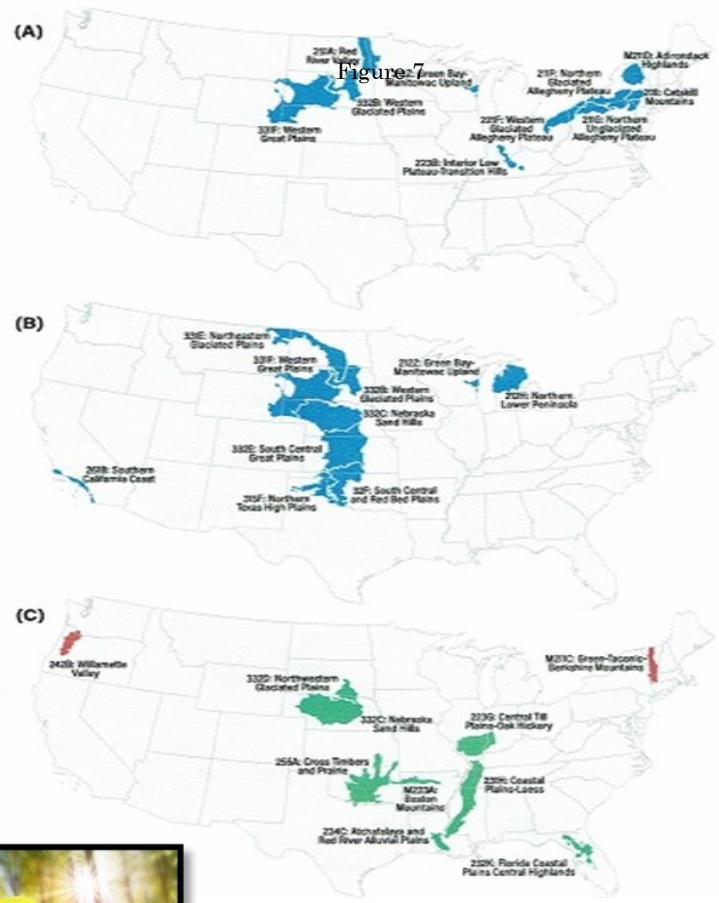 (A)
251A: Red
River Valley
Figure 7
Green Bay-
Manitowoc Upland
332B: Western
Glaciated Plains
331F: Western
Great Plains
M211D: Adirondack
Highlands
211F: Northern
Allegheny Plateau
211E: Catskill
Mountains
221F: Western
Glaciated
Allegheny Plateau
211G: Northern
Unglaciated
Allegheny Plateau
223B: Interior Low
Plateau-Transition Hills
(B)
331E: Northeastern
Glaciated Plains
331F: Western
Great Plains
212Z: Green Bay-
Manitowoc Upland
332B: Western
Glaciated Plains
212H: Northern
Lower Peninsula
332C: Nebraska
Sand Hills
332E: South Central
Great Plains
261B: Southern
California Coast
315F: Northern
Texas High Plains
32F: South Central
and Red Bed Plains
(C)
242B: Willamette
Valley
M211C: Green-Taconic-
Berkshire Mountains
332D: Northwestern
Glaciated Plains
332C: Nebraska
Sand Hills
223G: Central Till
Plains-Oak Hickory
255A: Cross Timbers
and Prairie
M223A:
Boston
Mountains
231H: Coastal
Plains-Loess
234C: Atchafalaya and
Red River Alluvial Plains
232K: Florida Coastal
Plains Central Highlands